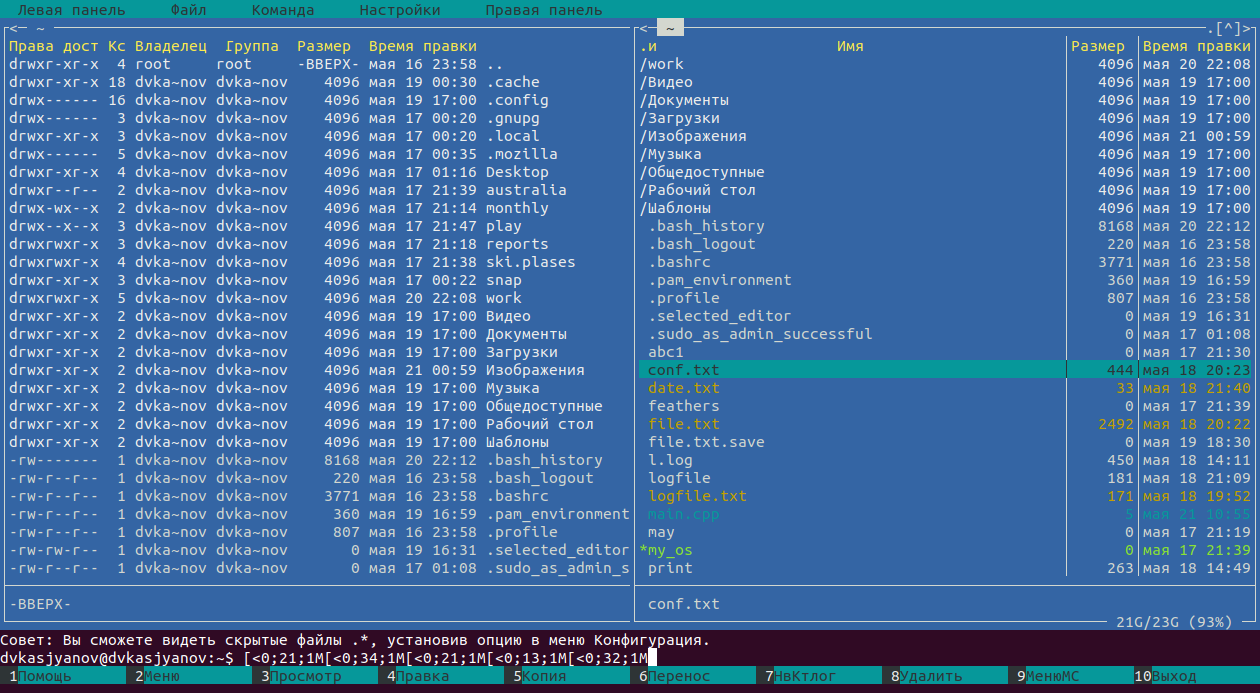 Левая панель     Файл     Команда     Настройки     Правая панель
<─ ~
Права дост Кс Владелец  Группа  Размер  Время правки
drwxr-xr-x  4 root     root     -ВВЕРХ- мая 16 23:58 ..
drwxr-xr-x 18 dvka~nov dvka~nov    4096 мая 19 00:30 .cache
drwx------ 16 dvka~nov dvka~nov    4096 мая 19 17:00 .config
drwx------  3 dvka~nov dvka~nov    4096 мая 17 00:20 .gnupg
drwxr-xr-x  3 dvka~nov dvka~nov    4096 мая 17 00:20 .local
drwx------  5 dvka~nov dvka~nov    4096 мая 17 00:35 .mozilla
drwxr-xr-x  4 dvka~nov dvka~nov    4096 мая 17 01:16 Desktop
drwxr--r--  2 dvka~nov dvka~nov    4096 мая 17 21:39 australia
drwx-wx--x  2 dvka~nov dvka~nov    4096 мая 17 21:14 monthly
drwx--x--x  3 dvka~nov dvka~nov    4096 мая 17 21:47 play
drwxrwxr-x  3 dvka~nov dvka~nov    4096 мая 17 21:18 reports
drwxrwxr-x  4 dvka~nov dvka~nov    4096 мая 17 21:38 ski.plases
drwxr-xr-x  3 dvka~nov dvka~nov    4096 мая 17 00:22 snap
drwxrwxr-x  5 dvka~nov dvka~nov    4096 мая 20 22:08 work
drwxr-xr-x  2 dvka~nov dvka~nov    4096 мая 19 17:00 Видео
drwxr-xr-x  2 dvka~nov dvka~nov    4096 мая 19 17:00 Документы
drwxr-xr-x  2 dvka~nov dvka~nov    4096 мая 19 17:00 Загрузки
drwxr-xr-x  2 dvka~nov dvka~nov    4096 мая 21 00:59 Изображения
drwxr-xr-x  2 dvka~nov dvka~nov    4096 мая 19 17:00 Музыка
drwxr-xr-x  2 dvka~nov dvka~nov    4096 мая 19 17:00 Общедоступные
drwxr-xr-x  2 dvka~nov dvka~nov    4096 мая 19 17:00 Рабочий стол
drwxr-xr-x  2 dvka~nov dvka~nov    4096 мая 19 17:00 Шаблоны
-rw-------  1 dvka~nov dvka~nov    8168 мая 20 22:12 .bash_history
-rw-r--r--  1 dvka~nov dvka~nov     220 мая 16 23:58 .bash_logout
-rw-r--r--  1 dvka~nov dvka~nov    3771 мая 16 23:58 .bashrc
-rw-r--r--  1 dvka~nov dvka~nov     360 мая 19 16:59 .pam_environment
-rw-r--r--  1 dvka~nov dvka~nov     807 мая 16 23:58 .profile
-rw-rw-r--  1 dvka~nov dvka~nov       0 мая 19 16:31 .selected_editor
-rw-r--r--  1 dvka~nov dvka~nov       0 мая 17 01:08 .sudo_as_admin_s
-ВВЕРХ-
<─ ~ .[^]>
.и Имя Размер Время правки
/work 4096 мая 20 22:08
/Видео 4096 мая 19 17:00
/Документы 4096 мая 19 17:00
/Загрузки 4096 мая 19 17:00
/Изображения 4096 мая 21 00:59
/Музыка 4096 мая 19 17:00
/Общедоступные 4096 мая 19 17:00
/Рабочий стол 4096 мая 19 17:00
/Шаблоны 4096 мая 19 17:00
.bash_history 8168 мая 20 22:12
.bash_logout 220 мая 16 23:58
.bashrc 3771 мая 16 23:58
.pam_environment 360 мая 19 16:59
.profile 807 мая 16 23:58
.selected_editor 0 мая 19 16:31
.sudo_as_admin_successful 0 мая 17 01:08
abc1 0 мая 17 21:30
conf.txt 444 мая 18 20:23
date.txt 33 мая 18 21:40
feathers 0 мая 17 21:39
file.txt 2492 мая 18 20:22
file.txt.save 0 мая 19 18:30
l.log 450 мая 18 14:11
logfile 181 мая 18 21:09
logfile.txt 171 мая 18 19:52
main.cpp 5 мая 21 10:55
may 0 мая 17 21:19
*my_os 0 мая 17 21:39
print 263 мая 18 14:49
conf.txt
21G/23G (93%)
Совет: Вы сможете видеть скрытые файлы .*, установив опцию в меню Конфигурация.
dvkasjyanov@dvkasjyanov:~$ [<0;21;1M[<0;34;1M[<0;21;1M[<0;13;1M[<0;32;1M
1Помощь 2Меню 3Просмотр 4Правка 5Копия 6Перенос 7НвКтлог 8Удалить 9МенюМС 10Выход